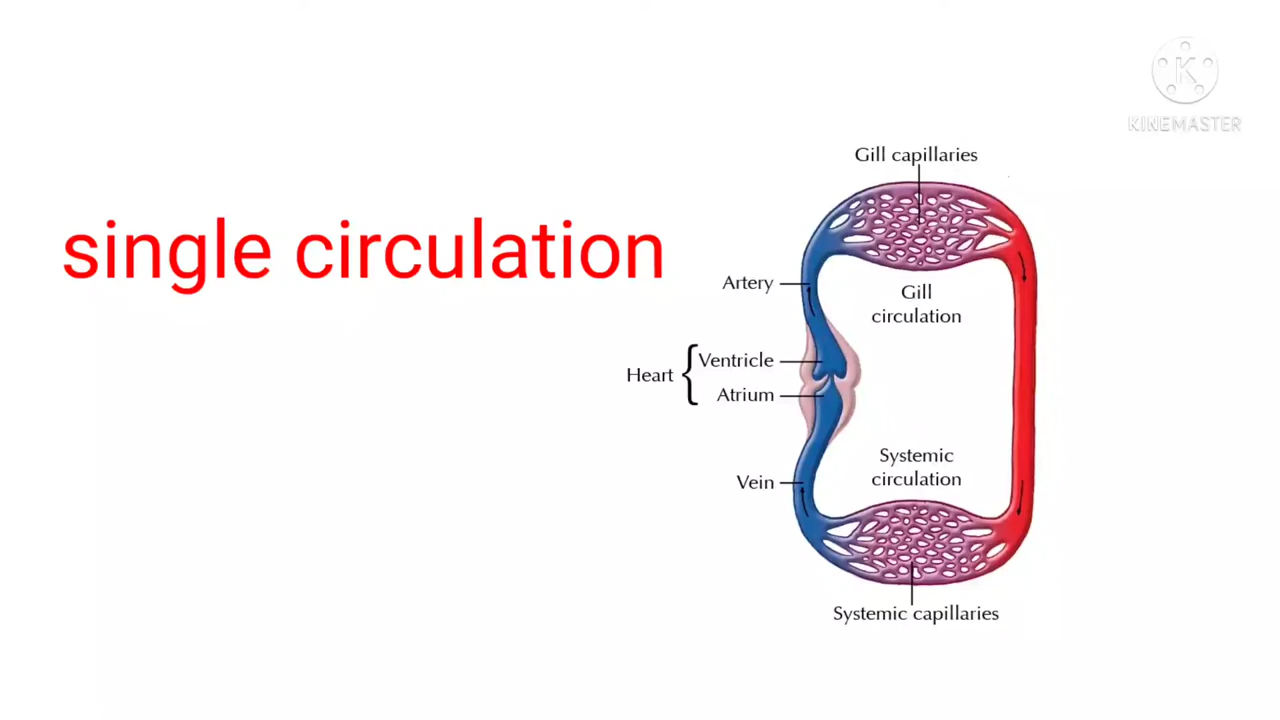 KINEMASTER
single circulation
Gill capillaries
Artery
Gill
circulation
Heart
Ventricle
Atrium
Systemic
circulation
Vein
Systemic capillaries